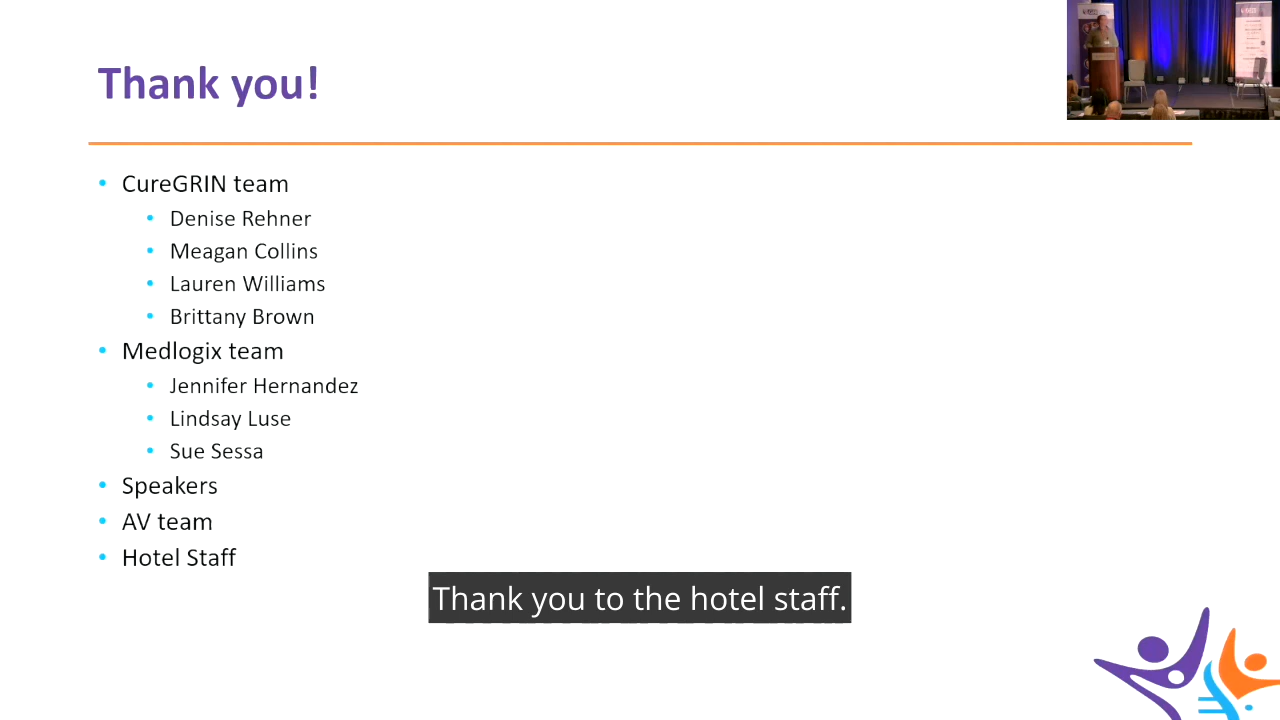 Thank you!
CureGRIN team
Denise Rehner
Meagan Collins
Lauren Williams
Brittany Brown
Medlogix team
Jennifer Hernandez
Lindsay Luse
Sue Sessa
Speakers
AV team
Hotel Staff
Thank you to the hotel staff.